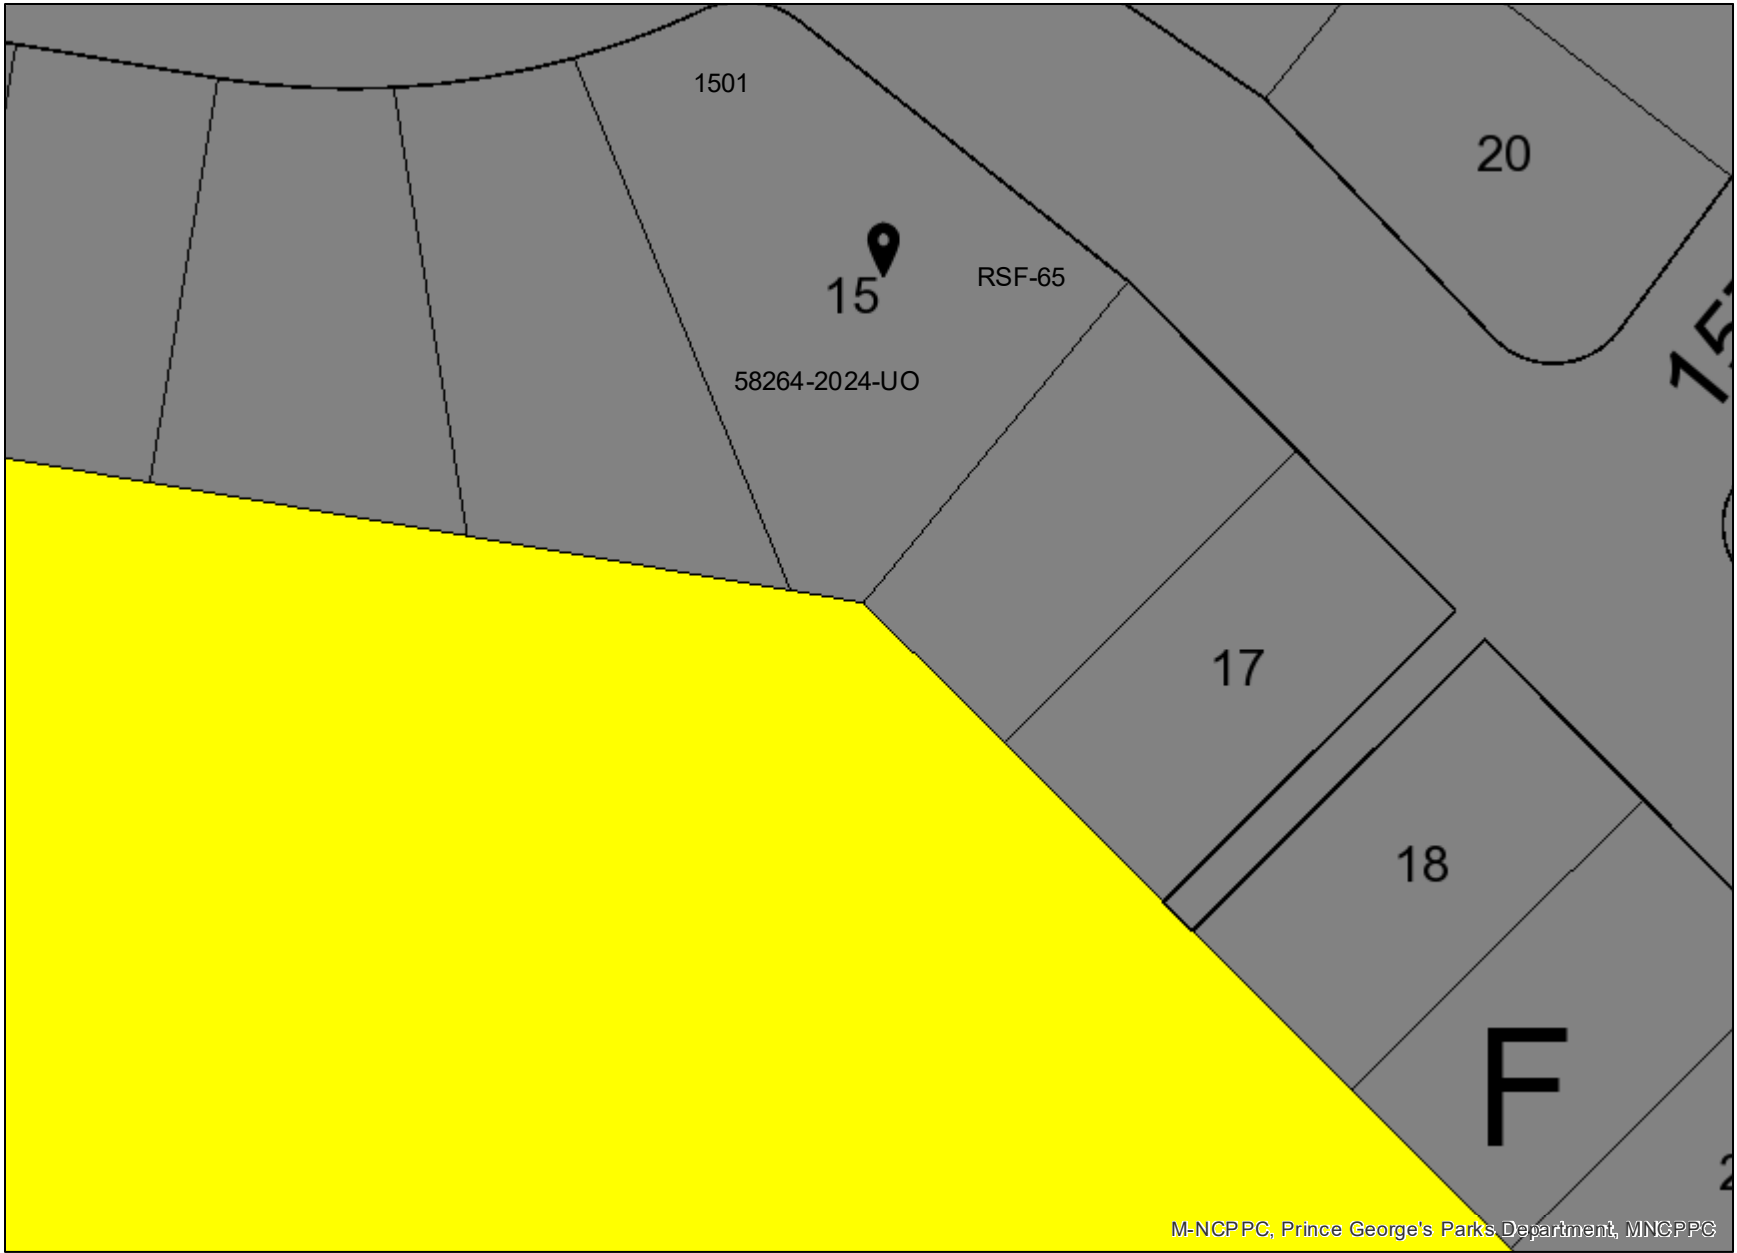 1501
20
15
RSF-65
58264-2024-UO
17
18
F
M-NCPPC, Prince George's Parks Department, MNCPPC